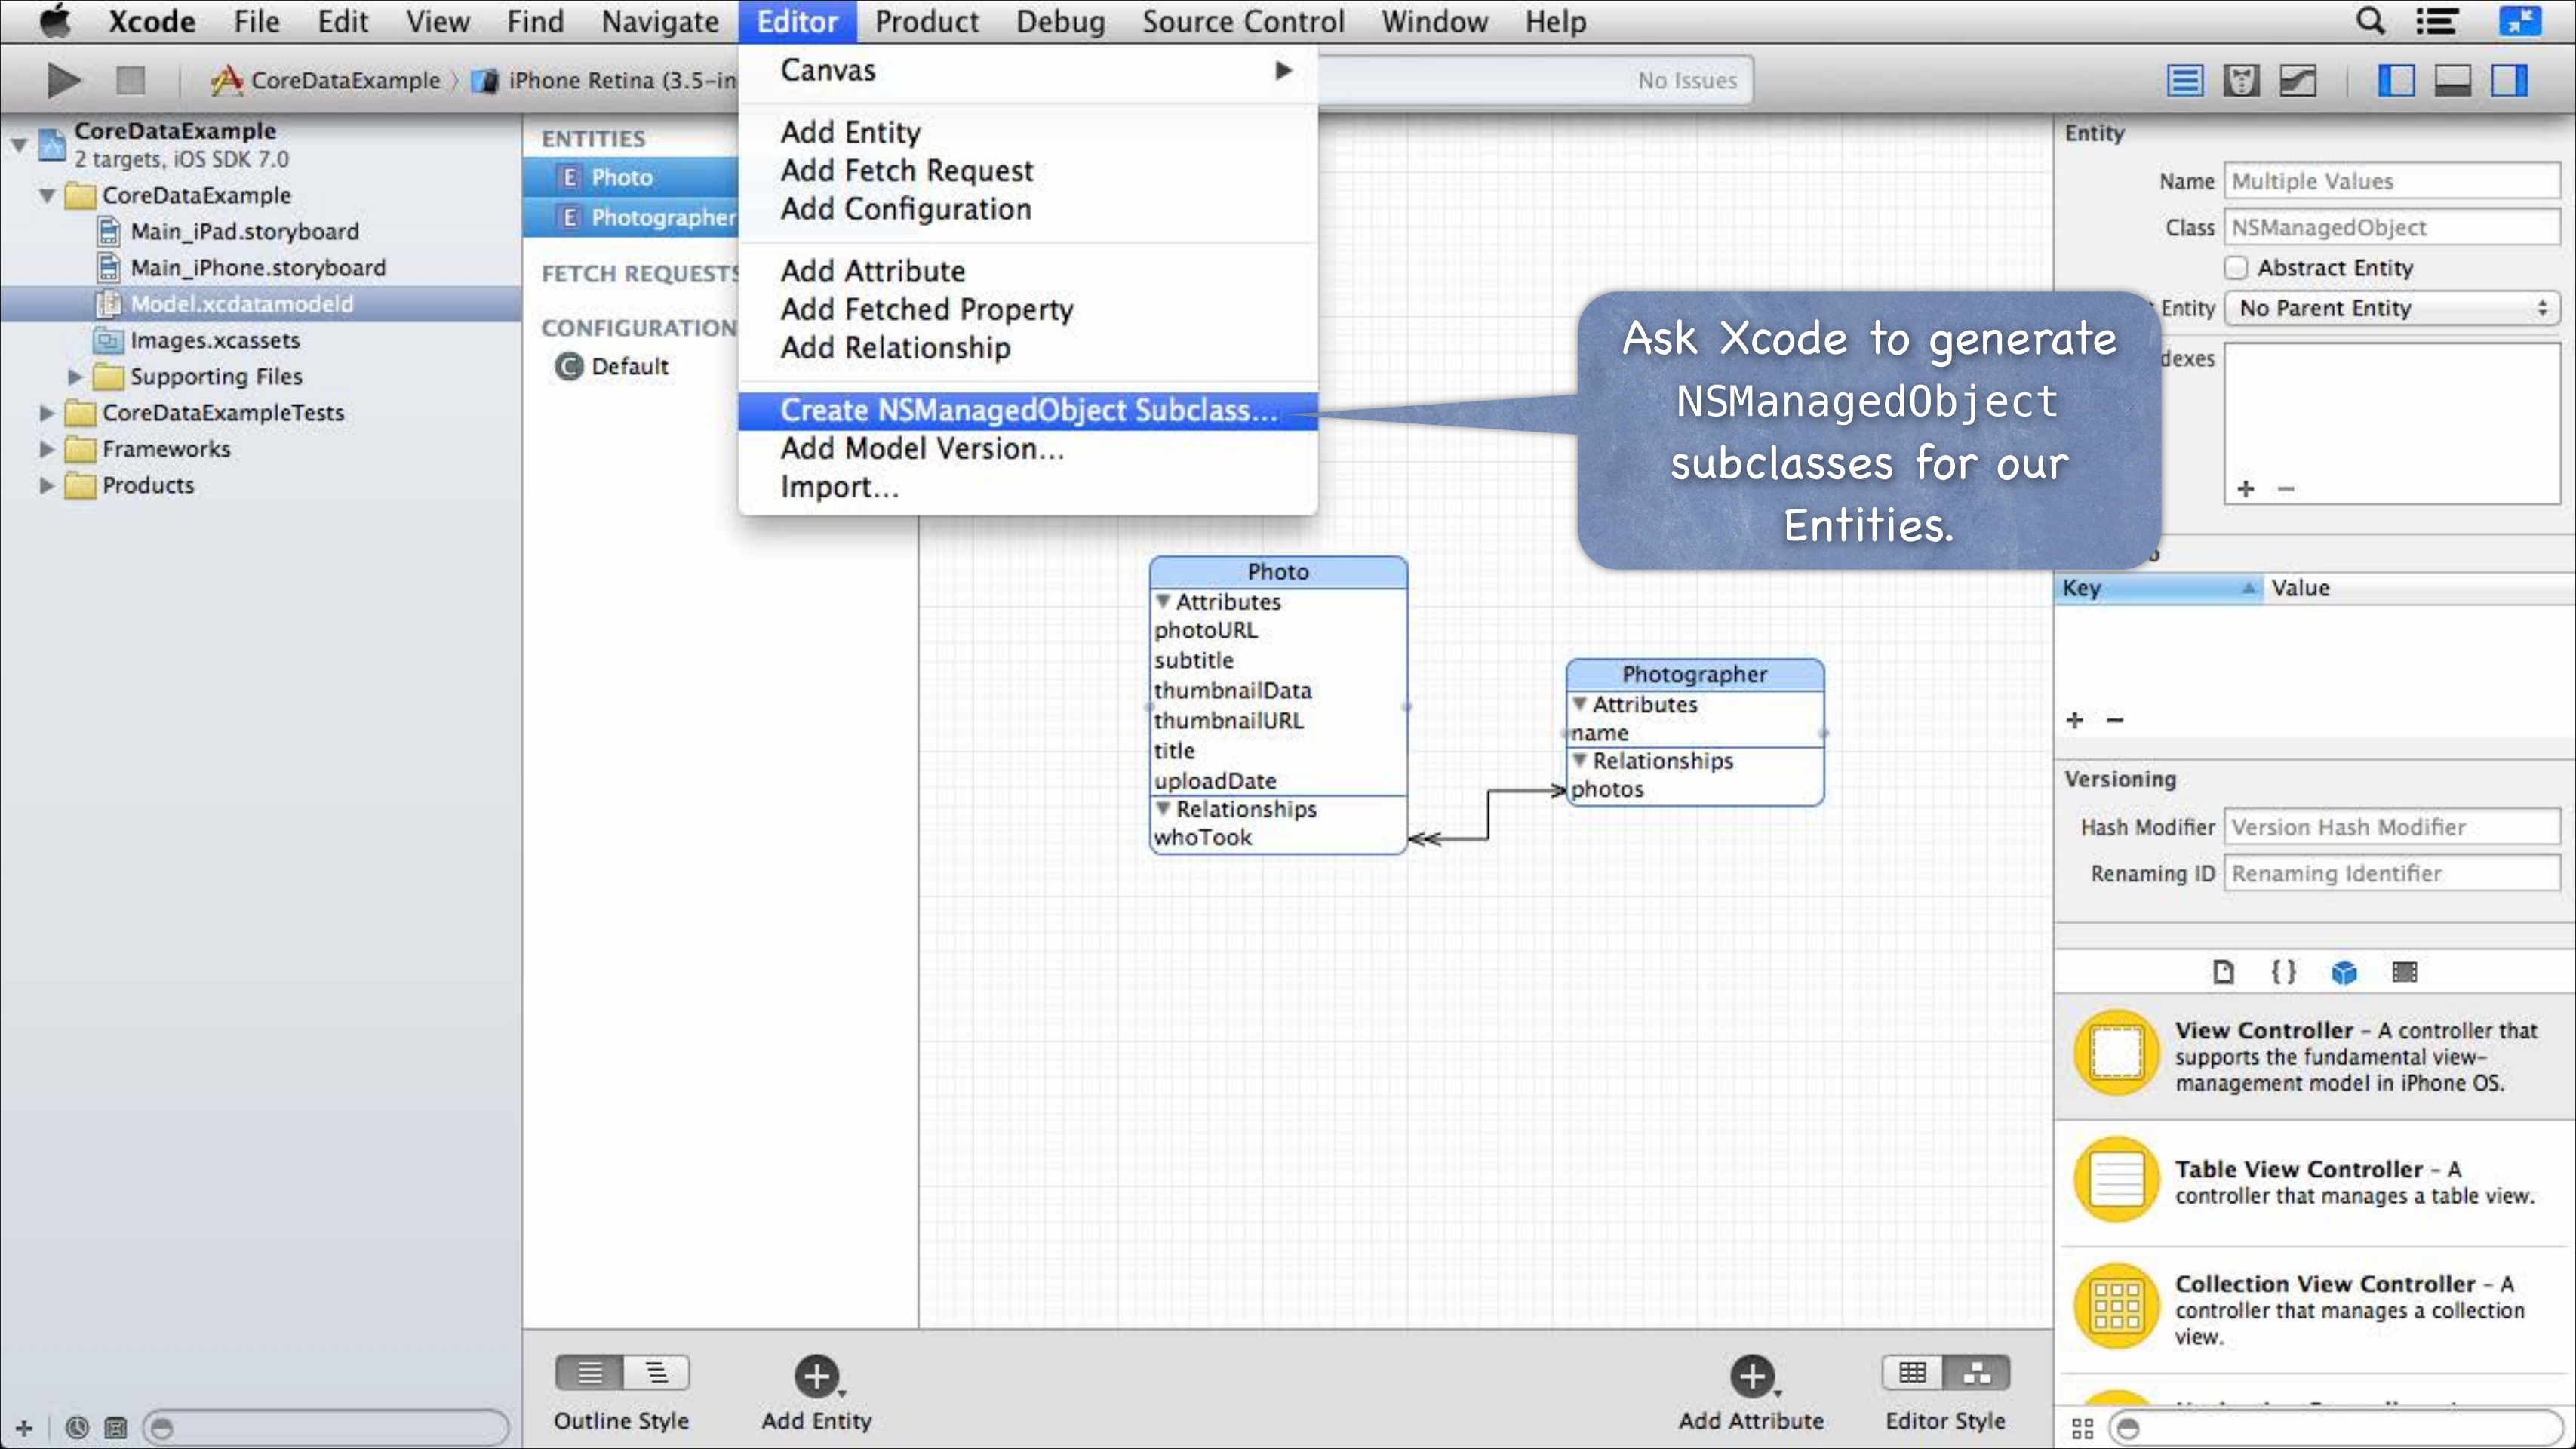 Xcode File Edit View Find Navigate Editor Product Debug Source Control Window Help
CoreDataExample 〉 iPhone Retina (3.5-in
No Issues
CoreDataExample
2 targets, iOS SDK 7.0
CoreDataExample
Main_iPad.storyboard
Main_iPhone.storyboard
Model.xcdatamodeld
Images.xcassets
Supporting Files
CoreDataExampleTests
Frameworks
Products
ENTITIES
E Photo
E Photographer
FETCH REQUESTS
CONFIGURATION
C Default
Canvas
Add Entity
Add Fetch Request
Add Configuration
Add Attribute
Add Fetched Property
Add Relationship
Create NSManagedObject Subclass...
Add Model Version...
Import...
Ask Xcode to generate
NSManagedObject
subclasses for our
Entities.
Photo
Attributes
photoURL
subtitle
thumbnailData
thumbnailURL
title
uploadDate
Relationships
whoTook
Photographer
Attributes
name
Relationships
photos
Entity
Name Multiple Values
Class NSManagedObject
Abstract Entity
Entity No Parent Entity
dexes
+ −
Key Value
+ −
Versioning
Hash Modifier Version Hash Modifier
Renaming ID Renaming Identifier
{ }
View Controller – A controller that
supports the fundamental view-
management model in iPhone OS.
Table View Controller – A
controller that manages a table view.
Collection View Controller – A
controller that manages a collection
view.
Outline Style
Add Entity
Add Attribute
Editor Style